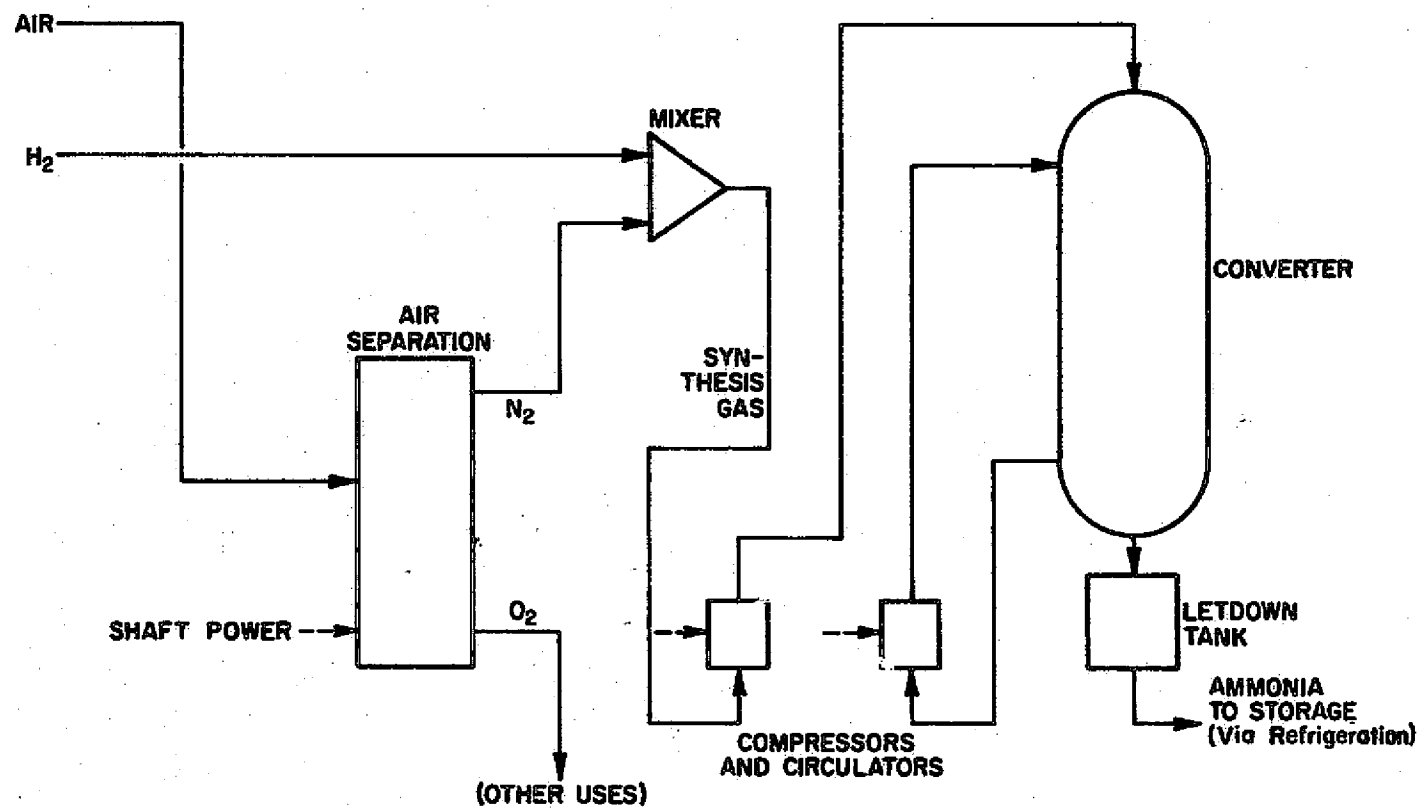 AIR
H₂
MIXER
AIR
SEPARATION
N₂
SYN-
THESIS
GAS
CONVERTER
SHAFT POWER
O₂
(OTHER USES)
COMPRESSORS
AND CIRCULATORS
LETDOWN
TANK
AMMONIA
TO STORAGE
(Via Refrigeration)